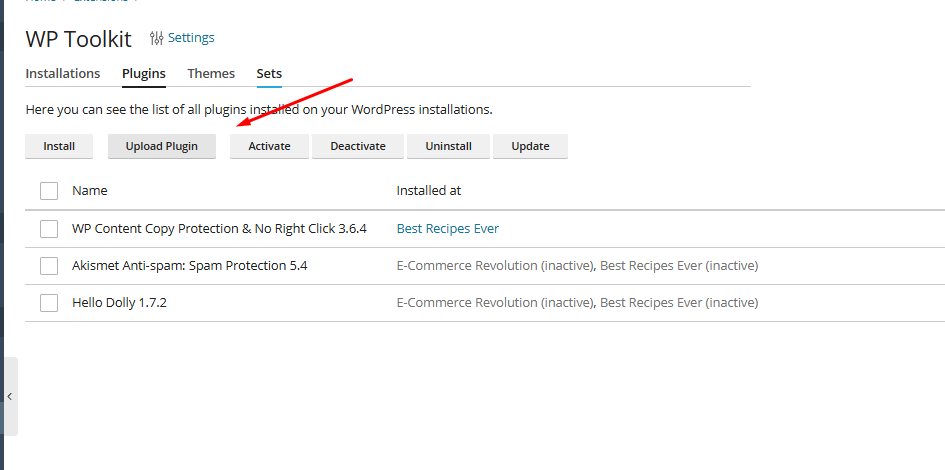 Home Extensions
WP Toolkit Settings
Installations Plugins Themes Sets
Here you can see the list of all plugins installed on your WordPress installations.
Install Upload Plugin Activate Deactivate Uninstall Update
Name Installed at
WP Content Copy Protection & No Right Click 3.6.4 Best Recipes Ever
Akismet Anti-spam: Spam Protection 5.4 E-Commerce Revolution (inactive), Best Recipes Ever (inactive)
Hello Dolly 1.7.2 E-Commerce Revolution (inactive), Best Recipes Ever (inactive)